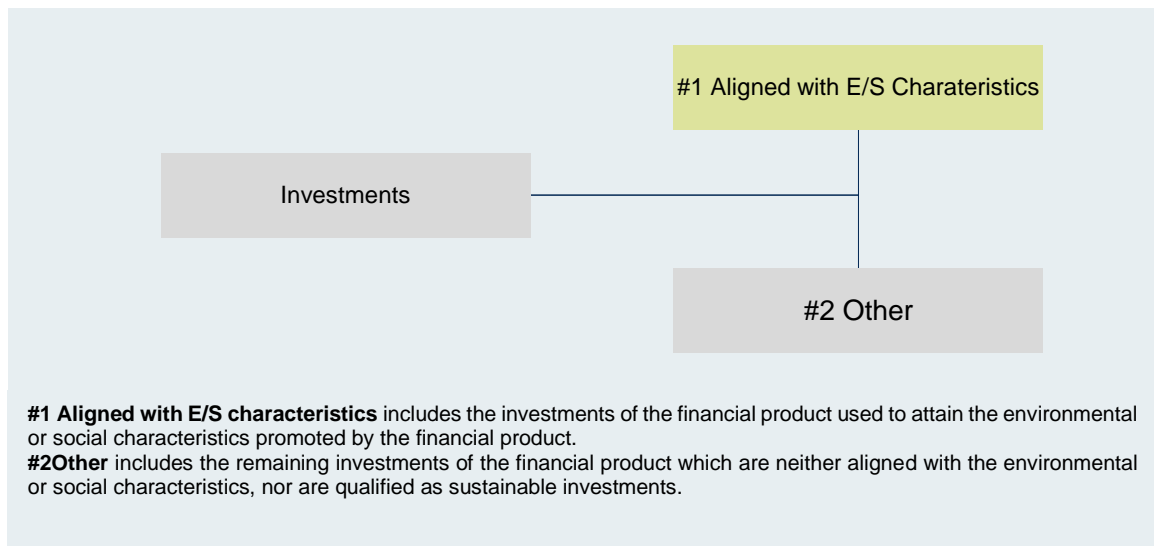 #1 Aligned with E/S Charateristics
Investments
#2 Other
#1 Aligned with E/S characteristics includes the investments of the financial product used to attain the environmental
or social characteristics promoted by the financial product.
#2Other includes the remaining investments of the financial product which are neither aligned with the environmental
or social characteristics, nor are qualified as sustainable investments.